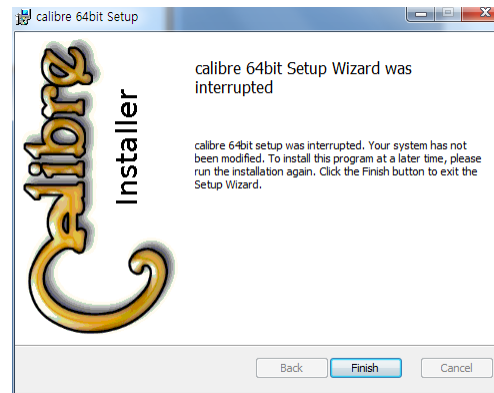 calibre 64bit Setup
calibre
Installer
calibre 64bit Setup Wizard was
interrupted
calibre 64bit setup was interrupted. Your system has not
been modified. To install this program at a later time, please
run the installation again. Click the Finish button to exit the
Setup Wizard.
Back
Finish
Cancel